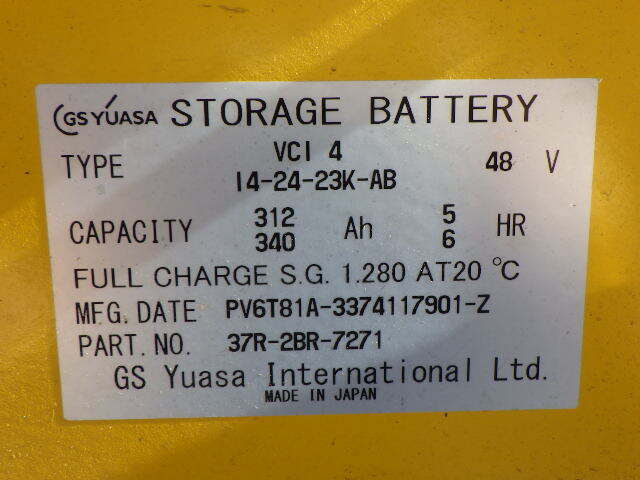 GS YUASA STORAGE BATTERY
TYPE VCI 4 48 V
14-24-23K-AB
CAPACITY 312 Ah 5 HR
340 6
FULL CHARGE S.G. 1.280 AT 20 °C
MFG. DATE PV6T81A-3374117901-Z
PART. NO. 37R-2BR-7271
GS Yuasa International Ltd.
MADE IN JAPAN